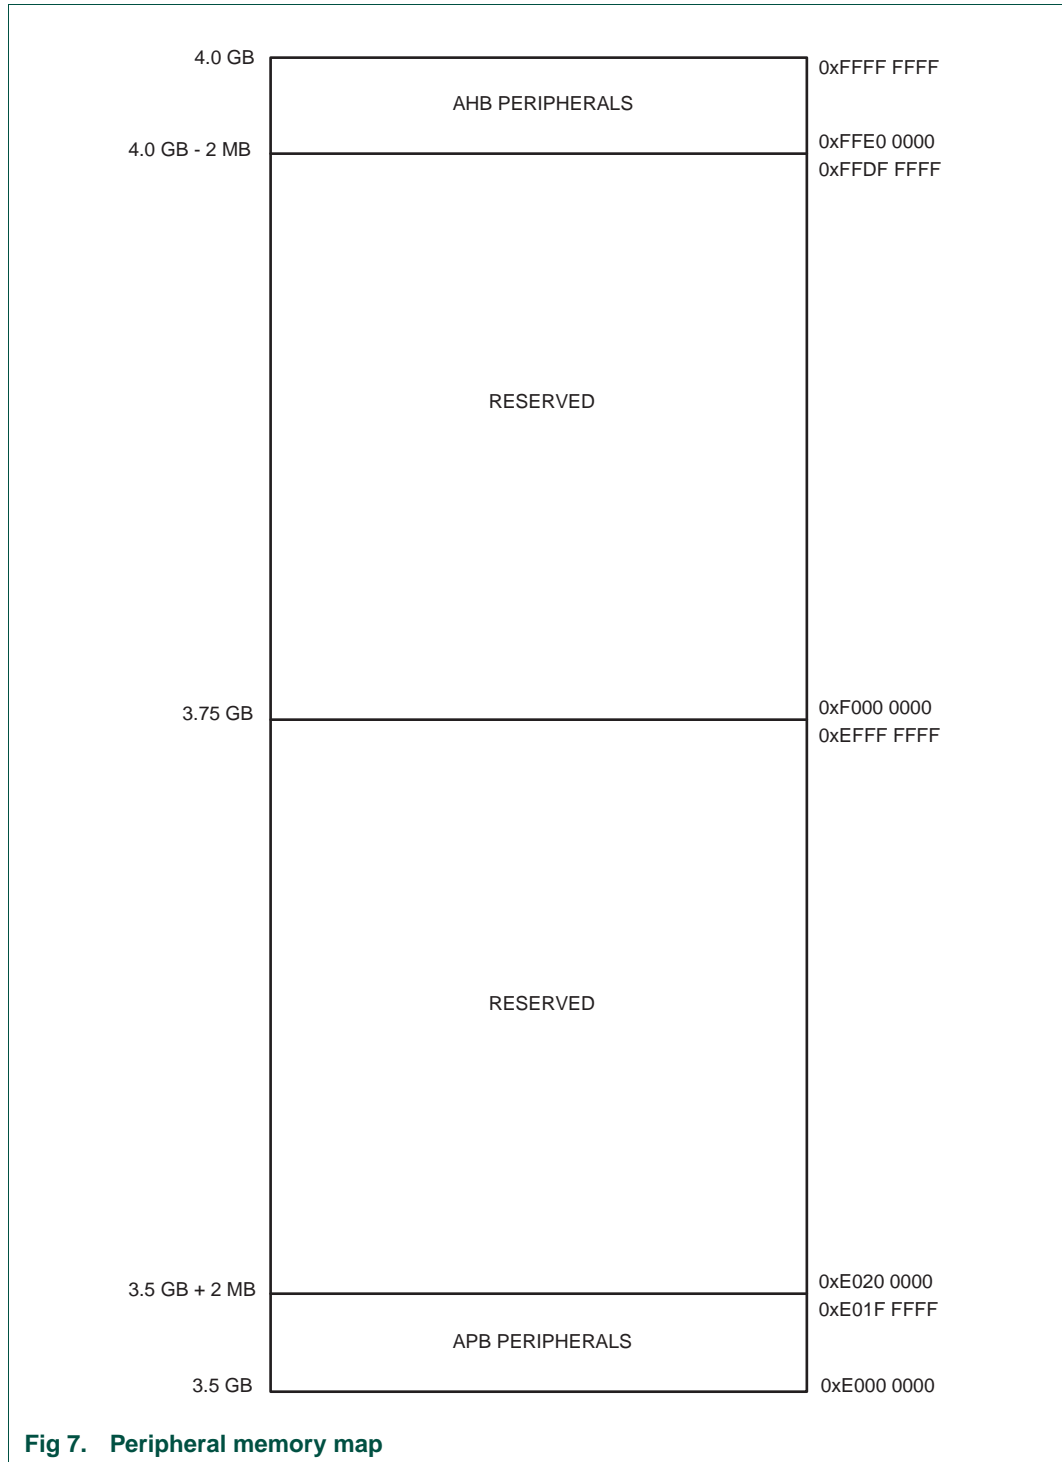 4.0 GB
0xFFFF FFFF
AHB PERIPHERALS
4.0 GB - 2 MB
0xFFE0 0000
0xFFDF FFFF
RESERVED
3.75 GB
0xF000 0000
0xEFFF FFFF
RESERVED
3.5 GB + 2 MB
0xE020 0000
0xE01F FFFF
APB PERIPHERALS
3.5 GB
0xE000 0000
Fig 7. Peripheral memory map